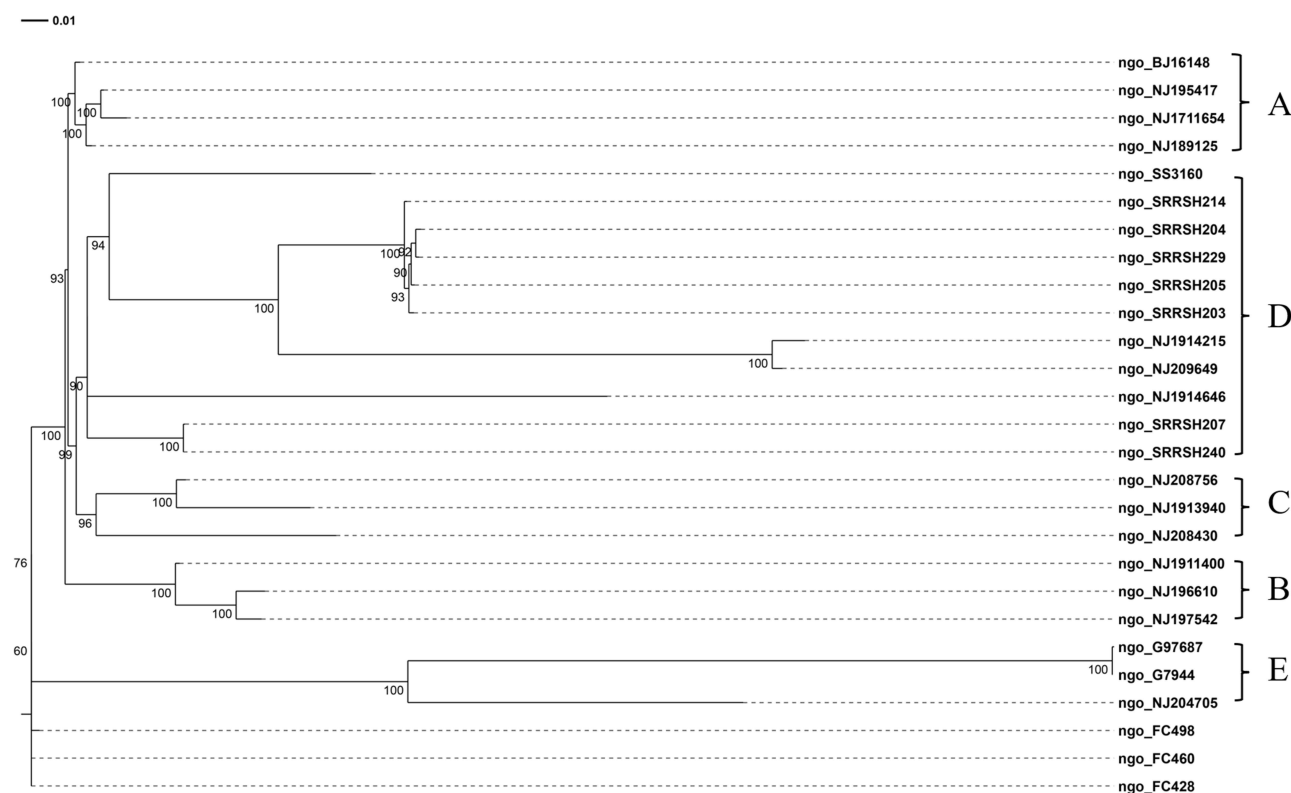 0.01
ngo_BJ16148
ngo_NJ195417
100
100
ngo_NJ1711654
A
100
ngo_NJ189125
ngo_SS3160
ngo_SRRSH214
ngo_SRRSH204
94
100
92
ngo_SRRSH229
90
93
ngo_SRRSH205
93
100
ngo_SRRSH203
D
ngo_NJ1914215
100
ngo_NJ209649
90
ngo_NJ1914646
ngo_SRRSH207
100
100
99
ngo_SRRSH240
ngo_NJ208756
100
ngo_NJ1913940
C
96
ngo_NJ208430
76
ngo_NJ1911400
100
ngo_NJ196610
B
100
ngo_NJ197542
60
ngo_G97687
100
ngo_G7944
E
100
ngo_NJ204705
ngo_FC498
ngo_FC460
ngo_FC428